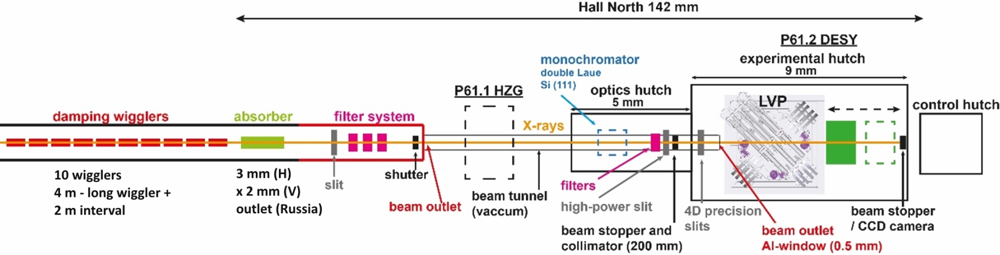 Hall North 142 mm
P61.2 DESY
experimental hutch
9 mm
monochromator
double Laue
Si (111)
optics hutch
5 mm
P61.1 HZG
LVP
control hutch
damping wigglers
absorber
filter system
X-rays
10 wigglers
4 m - long wiggler +
2 m interval
3 mm (H)
x 2 mm (V)
outlet (Russia)
slit
shutter
beam outlet
beam tunnel
(vaccum)
filters
high-power slit
beam stopper and
collimator (200 mm)
4D precision
slits
beam outlet
Al-window (0.5 mm)
beam stopper
/ CCD camera